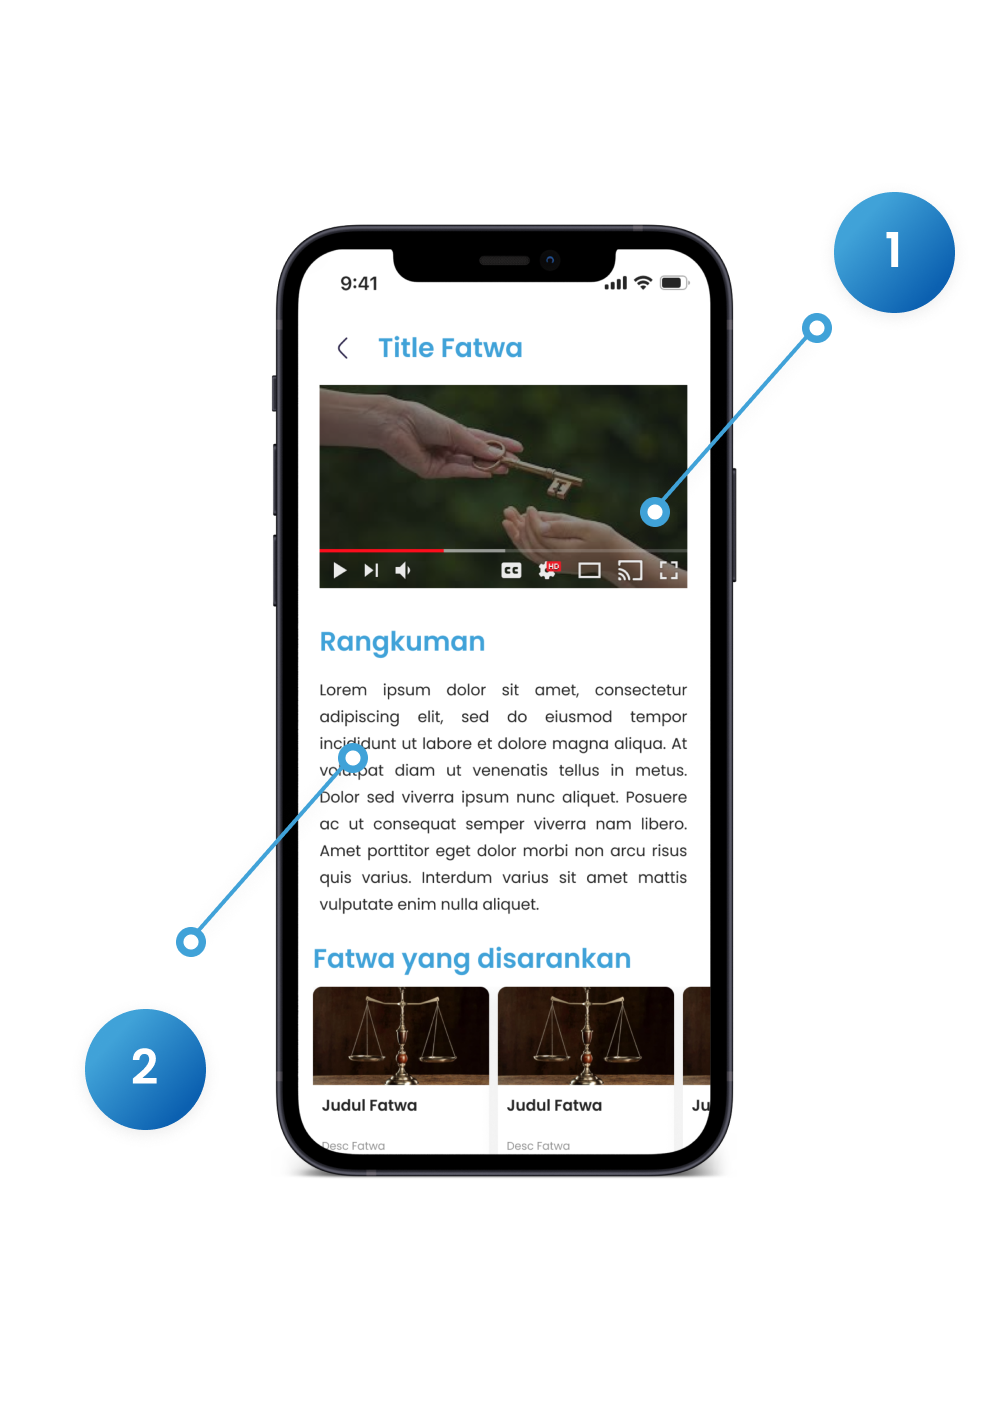 1
9:41
Title Fatwa
CC
HD
Rangkuman
Lorem ipsum dolor sit amet, consectetur
adipiscing elit, sed do eiusmod tempor
incididunt ut labore et dolore magna aliqua. At
volutpat diam ut venenatis tellus in metus.
Dolor sed viverra ipsum nunc aliquet. Posuere
ac ut consequat semper viverra nam libero.
Amet porttitor eget dolor morbi non arcu risus
quis varius. Interdum varius sit amet mattis
vulputate enim nulla aliquet.
Fatwa yang disarankan
2
Judul Fatwa
Judul Fatwa
Ju
Desc Fatwa
Desc Fatwa